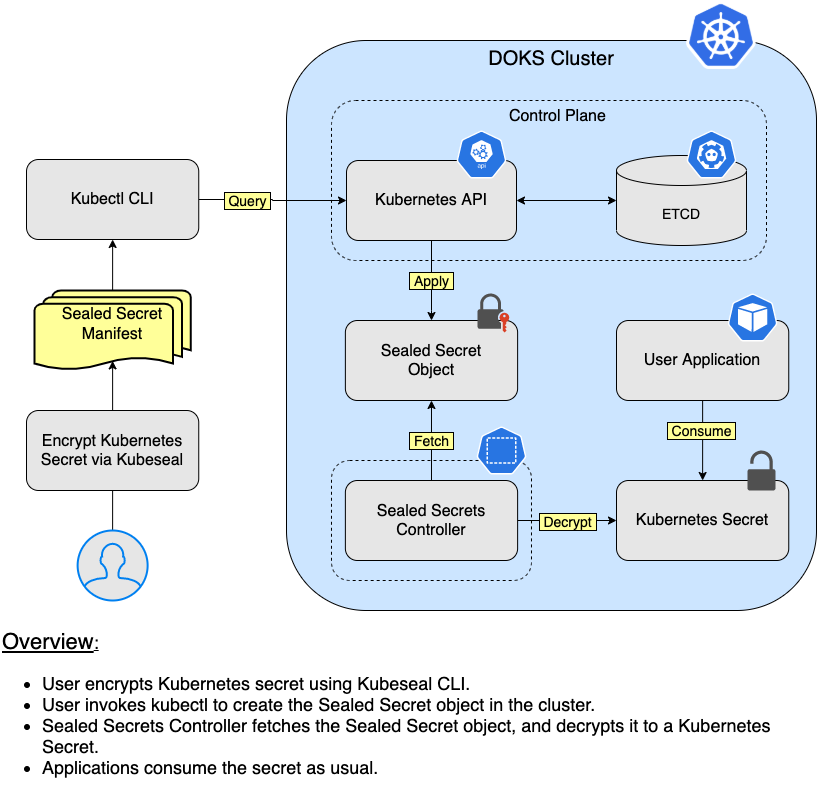 DOKS Cluster
Control Plane
api
Kubectl CLI
Query
Kubernetes API
ETCD
Apply
Sealed Secret
Manifest
Sealed Secret
Object
User Application
Encrypt Kubernetes
Secret via Kubeseal
Fetch
Consume
Sealed Secrets
Controller
Decrypt
Kubernetes Secret
Overview:
• User encrypts Kubernetes secret using Kubeseal CLI.
• User invokes kubectl to create the Sealed Secret object in the cluster.
• Sealed Secrets Controller fetches the Sealed Secret object, and decrypts it to a Kubernetes
Secret.
• Applications consume the secret as usual.